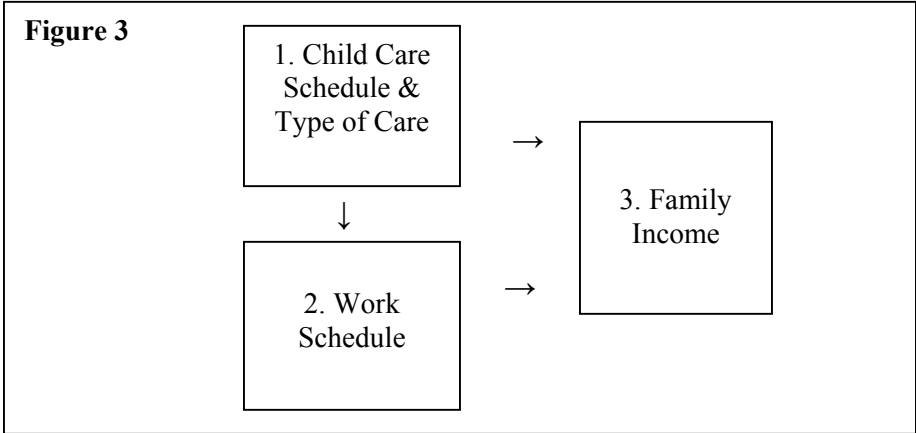 Figure 3
1. Child Care
Schedule &
Type of Care
→
↓
3. Family
Income
2. Work
Schedule
→